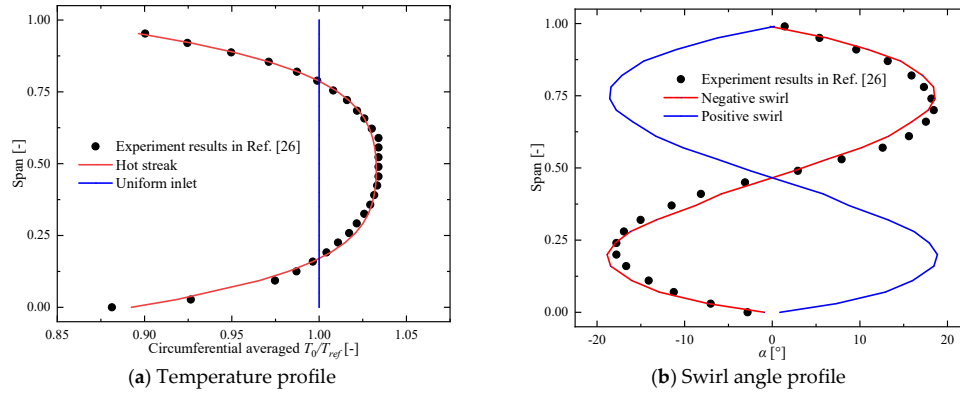 1.00
0.75
0.50
0.25
0.00
Span [-]
Experiment results in Ref. [26]
Hot streak
Uniform inlet
0.85
0.90
0.95
1.00
1.05
Circumferential averaged T0/Tref [-]
(a) Temperature profile
1.00
0.75
0.50
0.25
0.00
Span [-]
Experiment results in Ref. [26]
Negative swirl
Positive swirl
-20
-10
0
10
20
α [°]
(b) Swirl angle profile